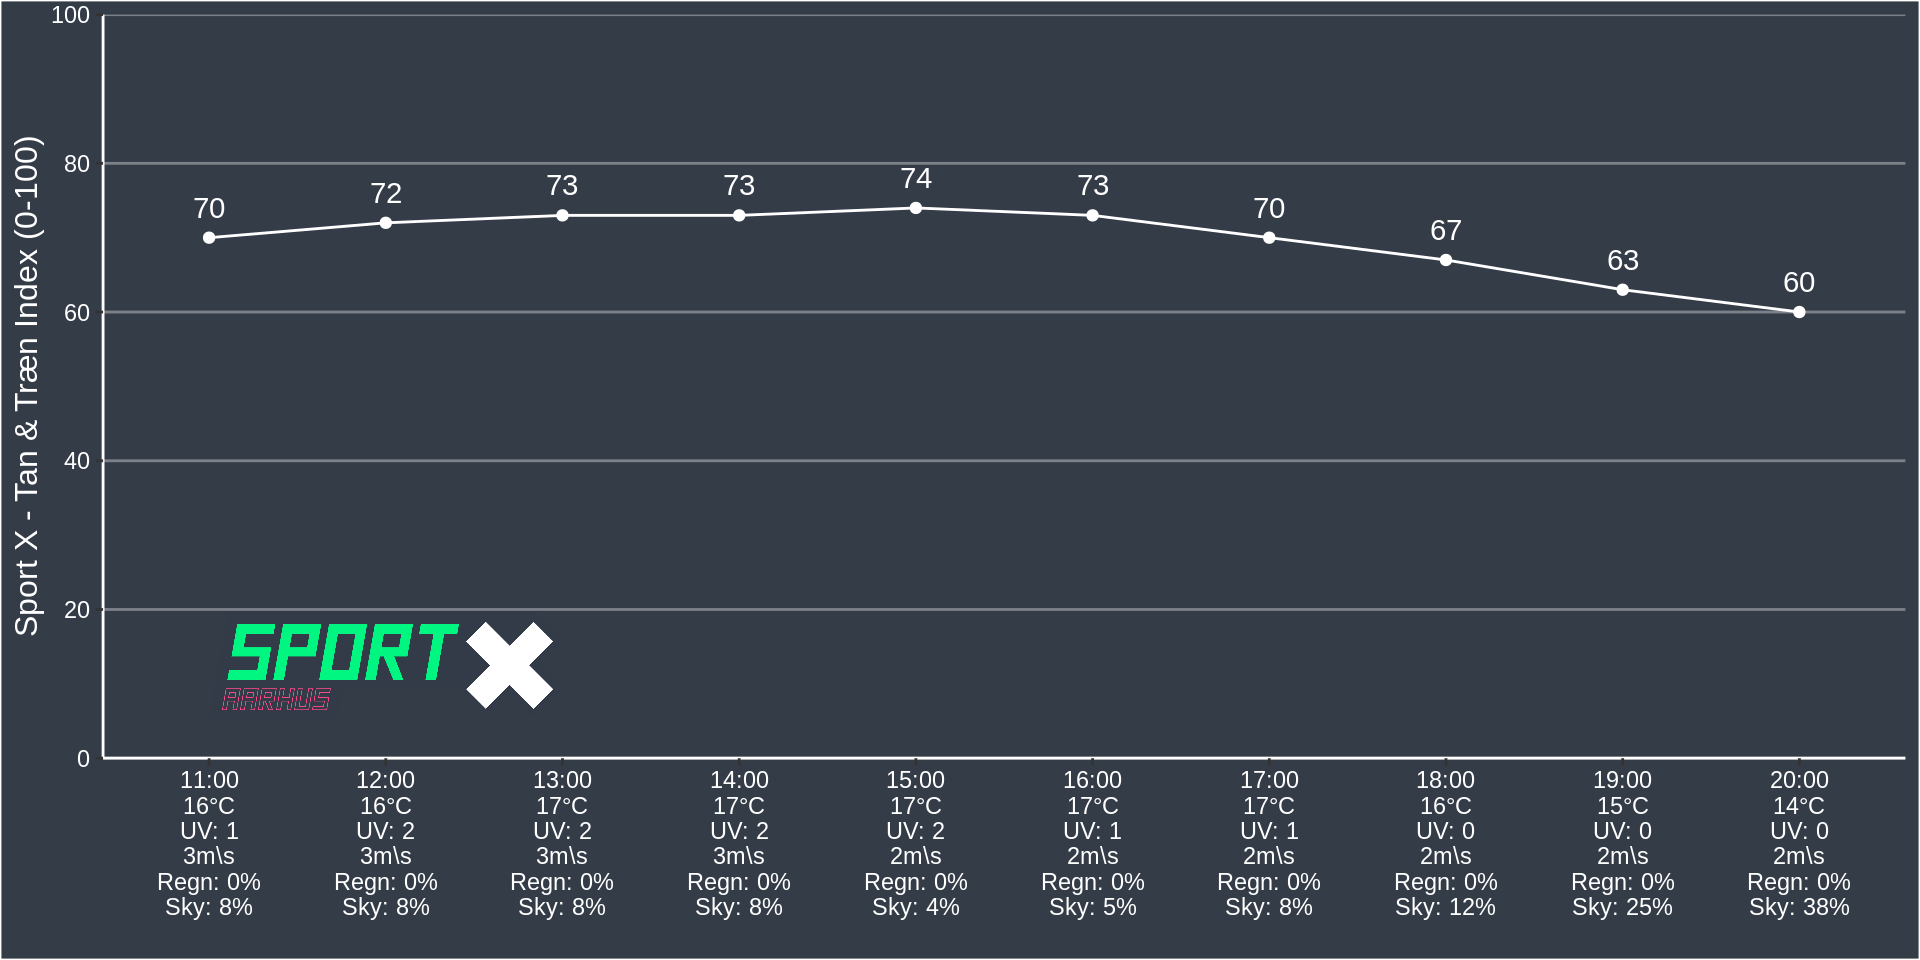 Sport X - Tan & Træn Index (0-100)
100
80
60
40
20
0
70 72 73 73 74 73 70 67 63 60
SPORT X
AARHUS
11:00 12:00 13:00 14:00 15:00 16:00 17:00 18:00 19:00 20:00
16°C 16°C 17°C 17°C 17°C 17°C 17°C 16°C 15°C 14°C
UV: 1 UV: 2 UV: 2 UV: 2 UV: 2 UV: 1 UV: 1 UV: 0 UV: 0 UV: 0
3m\s 3m\s 3m\s 3m\s 2m\s 2m\s 2m\s 2m\s 2m\s 2m\s
Regn: 0% Regn: 0% Regn: 0% Regn: 0% Regn: 0% Regn: 0% Regn: 0% Regn: 0% Regn: 0% Regn: 0%
Sky: 8% Sky: 8% Sky: 8% Sky: 8% Sky: 4% Sky: 5% Sky: 8% Sky: 12% Sky: 25% Sky: 38%